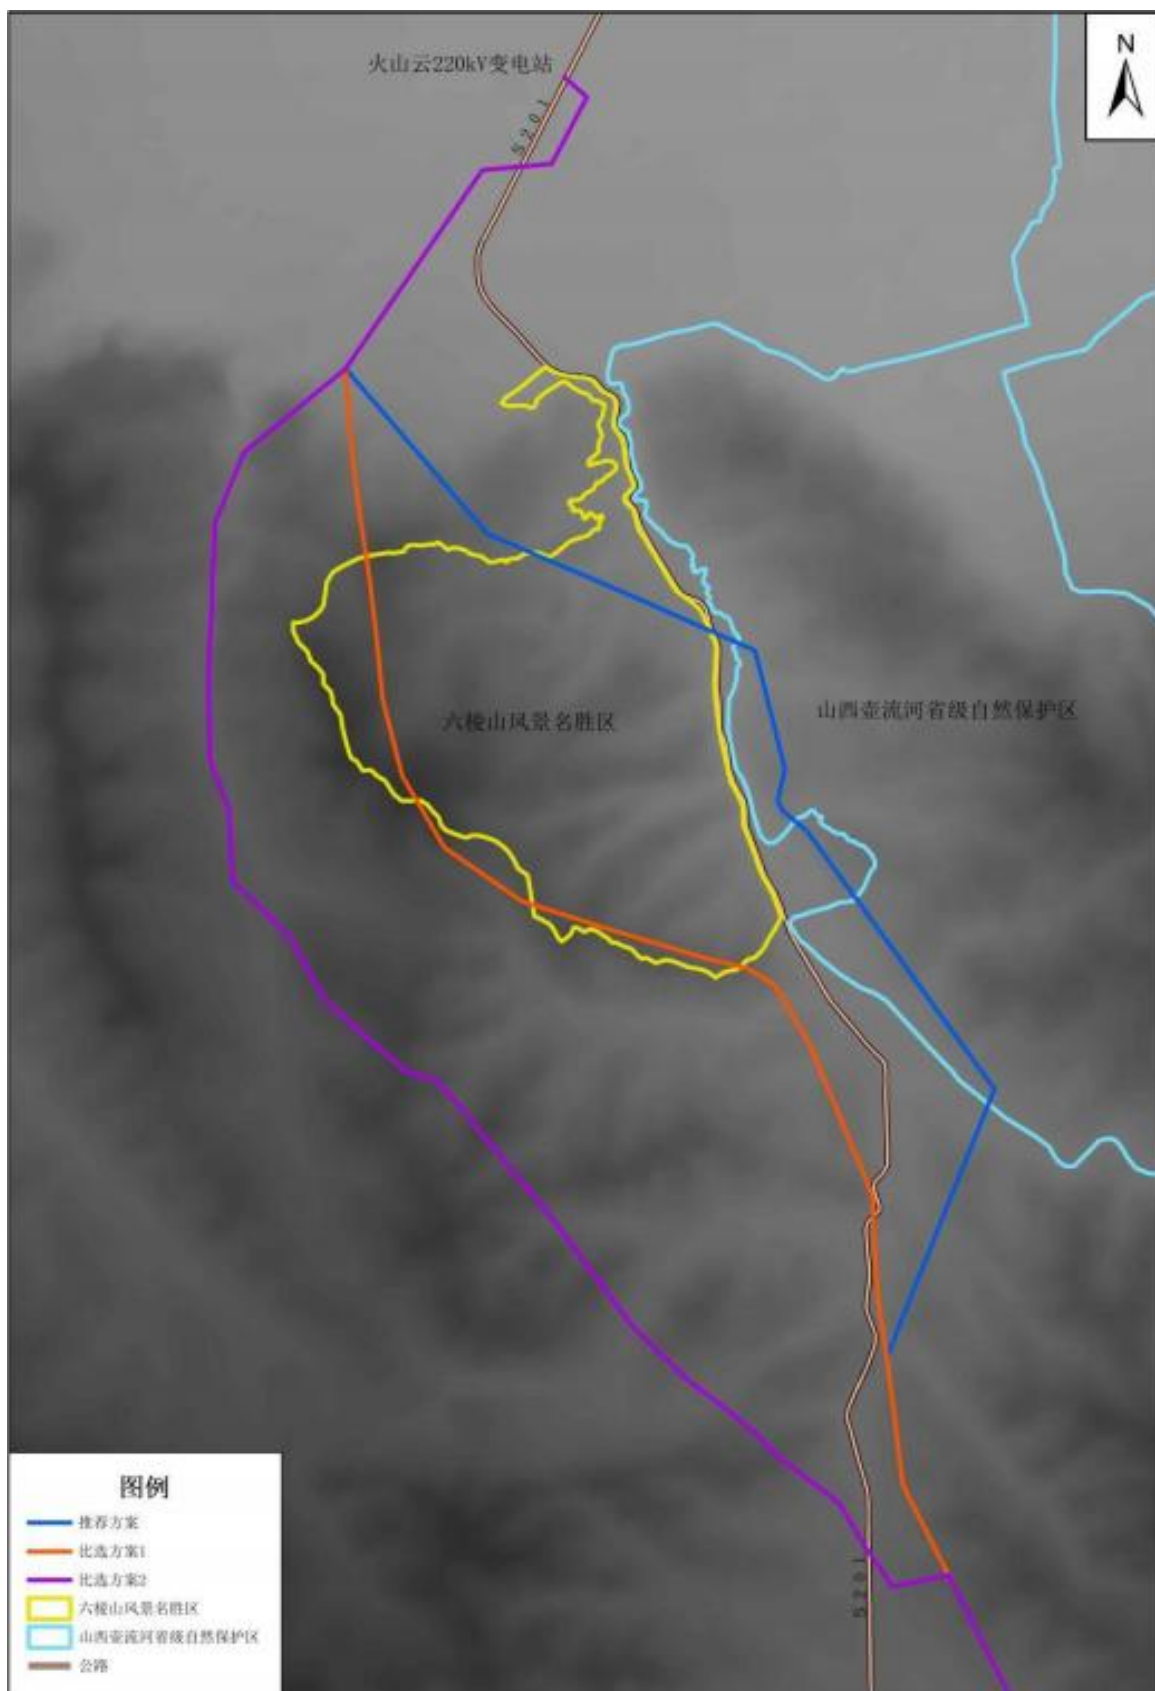 N
火山云220kV变电站
S201
山西壶流河省级自然保护区
六棱山风景名胜区
图例
推荐方案
比选方案1
比选方案2
六棱山风景名胜区
山西壶流河省级自然保护区
公路
S201